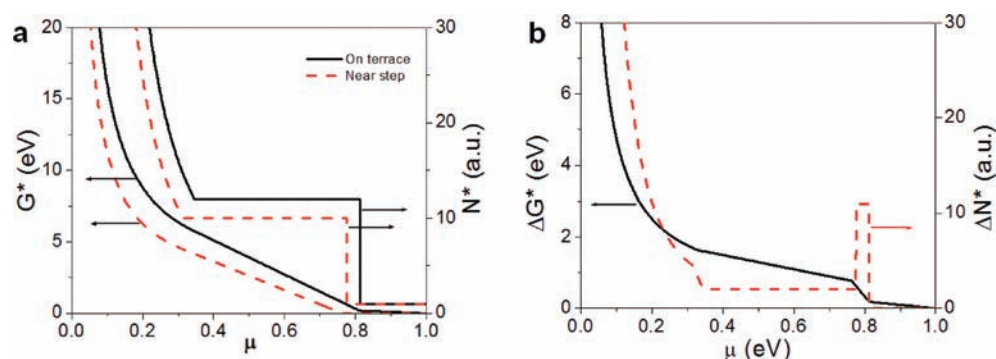 a
20
15
10
5
0
G* (eV)
0.0 0.2 0.4 0.6 0.8 1.0
μ
30
20
10
0
N* (a.u.)
On terrace
Near step
b
8
6
4
2
0
ΔG* (eV)
0.0 0.2 0.4 0.6 0.8 1.0
μ (eV)
30
20
10
0
ΔN* (a.u.)